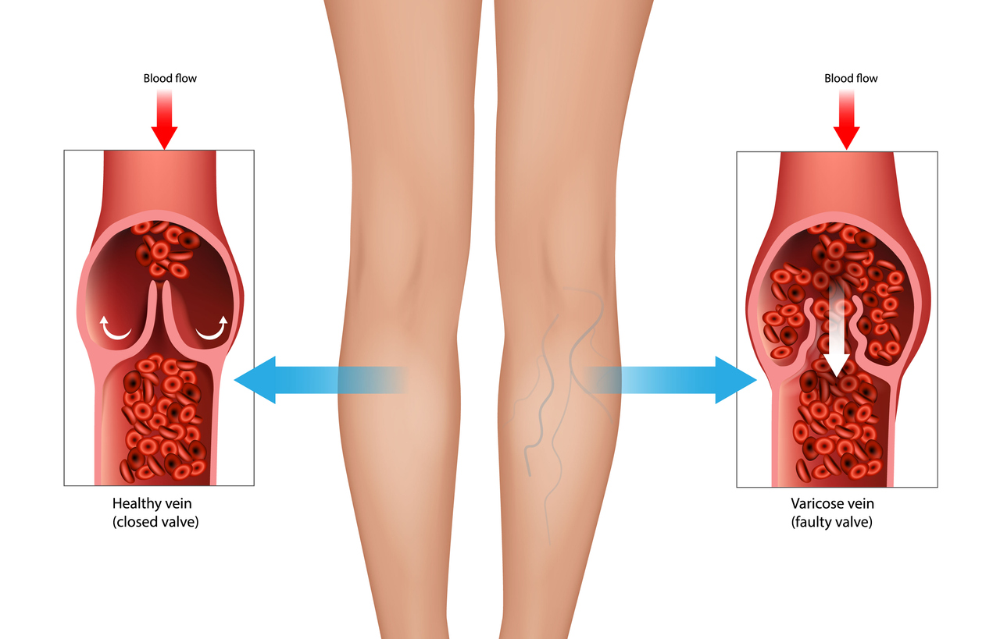 Blood flow
Blood flow
Healthy vein
(closed valve)
Varicose vein
(faulty valve)